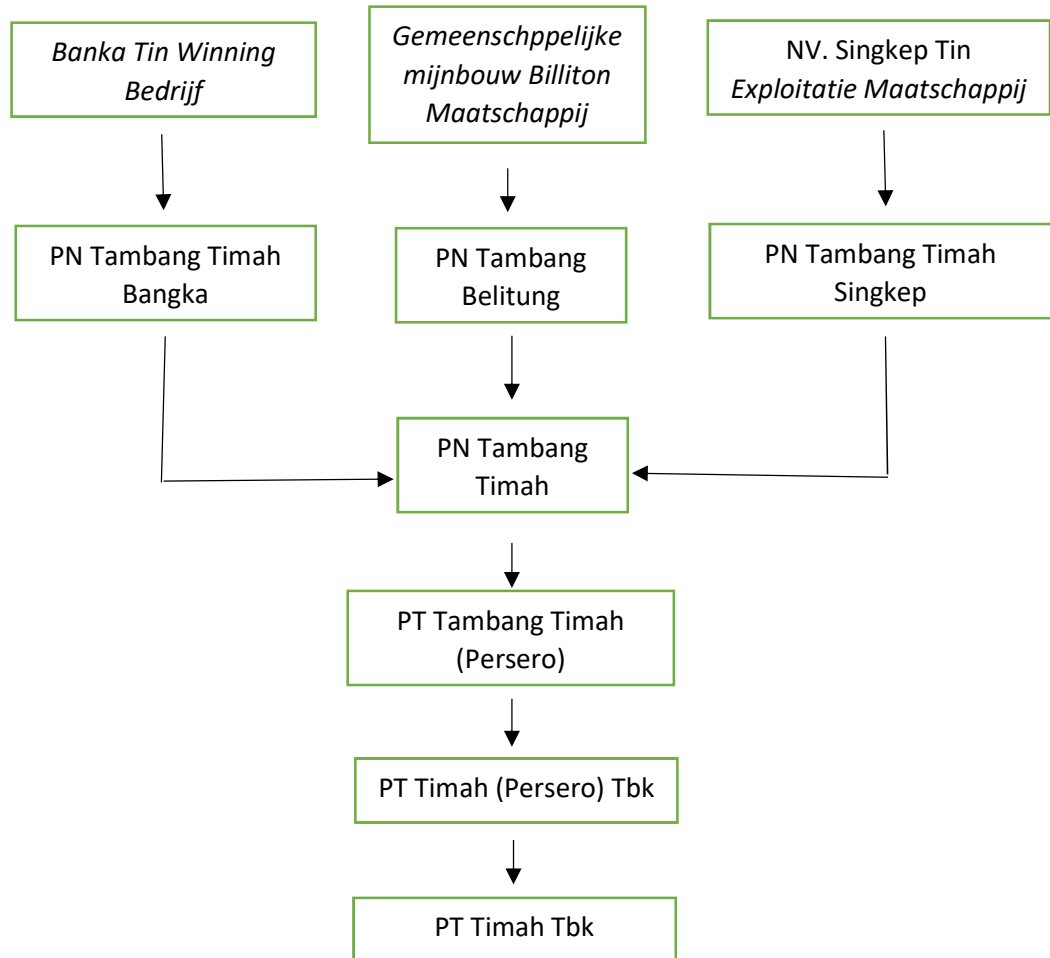 Banka Tin Winning
Bedrijf
Gemeenschppelijke
mijnbouw Billiton
Maatschappij
NV. Singkep Tin
Exploitatie Maatschappij
PN Tambang Timah
Bangka
PN Tambang
Belitung
PN Tambang Timah
Singkep
PN Tambang
Timah
PT Tambang Timah
(Persero)
PT Timah (Persero) Tbk
PT Timah Tbk